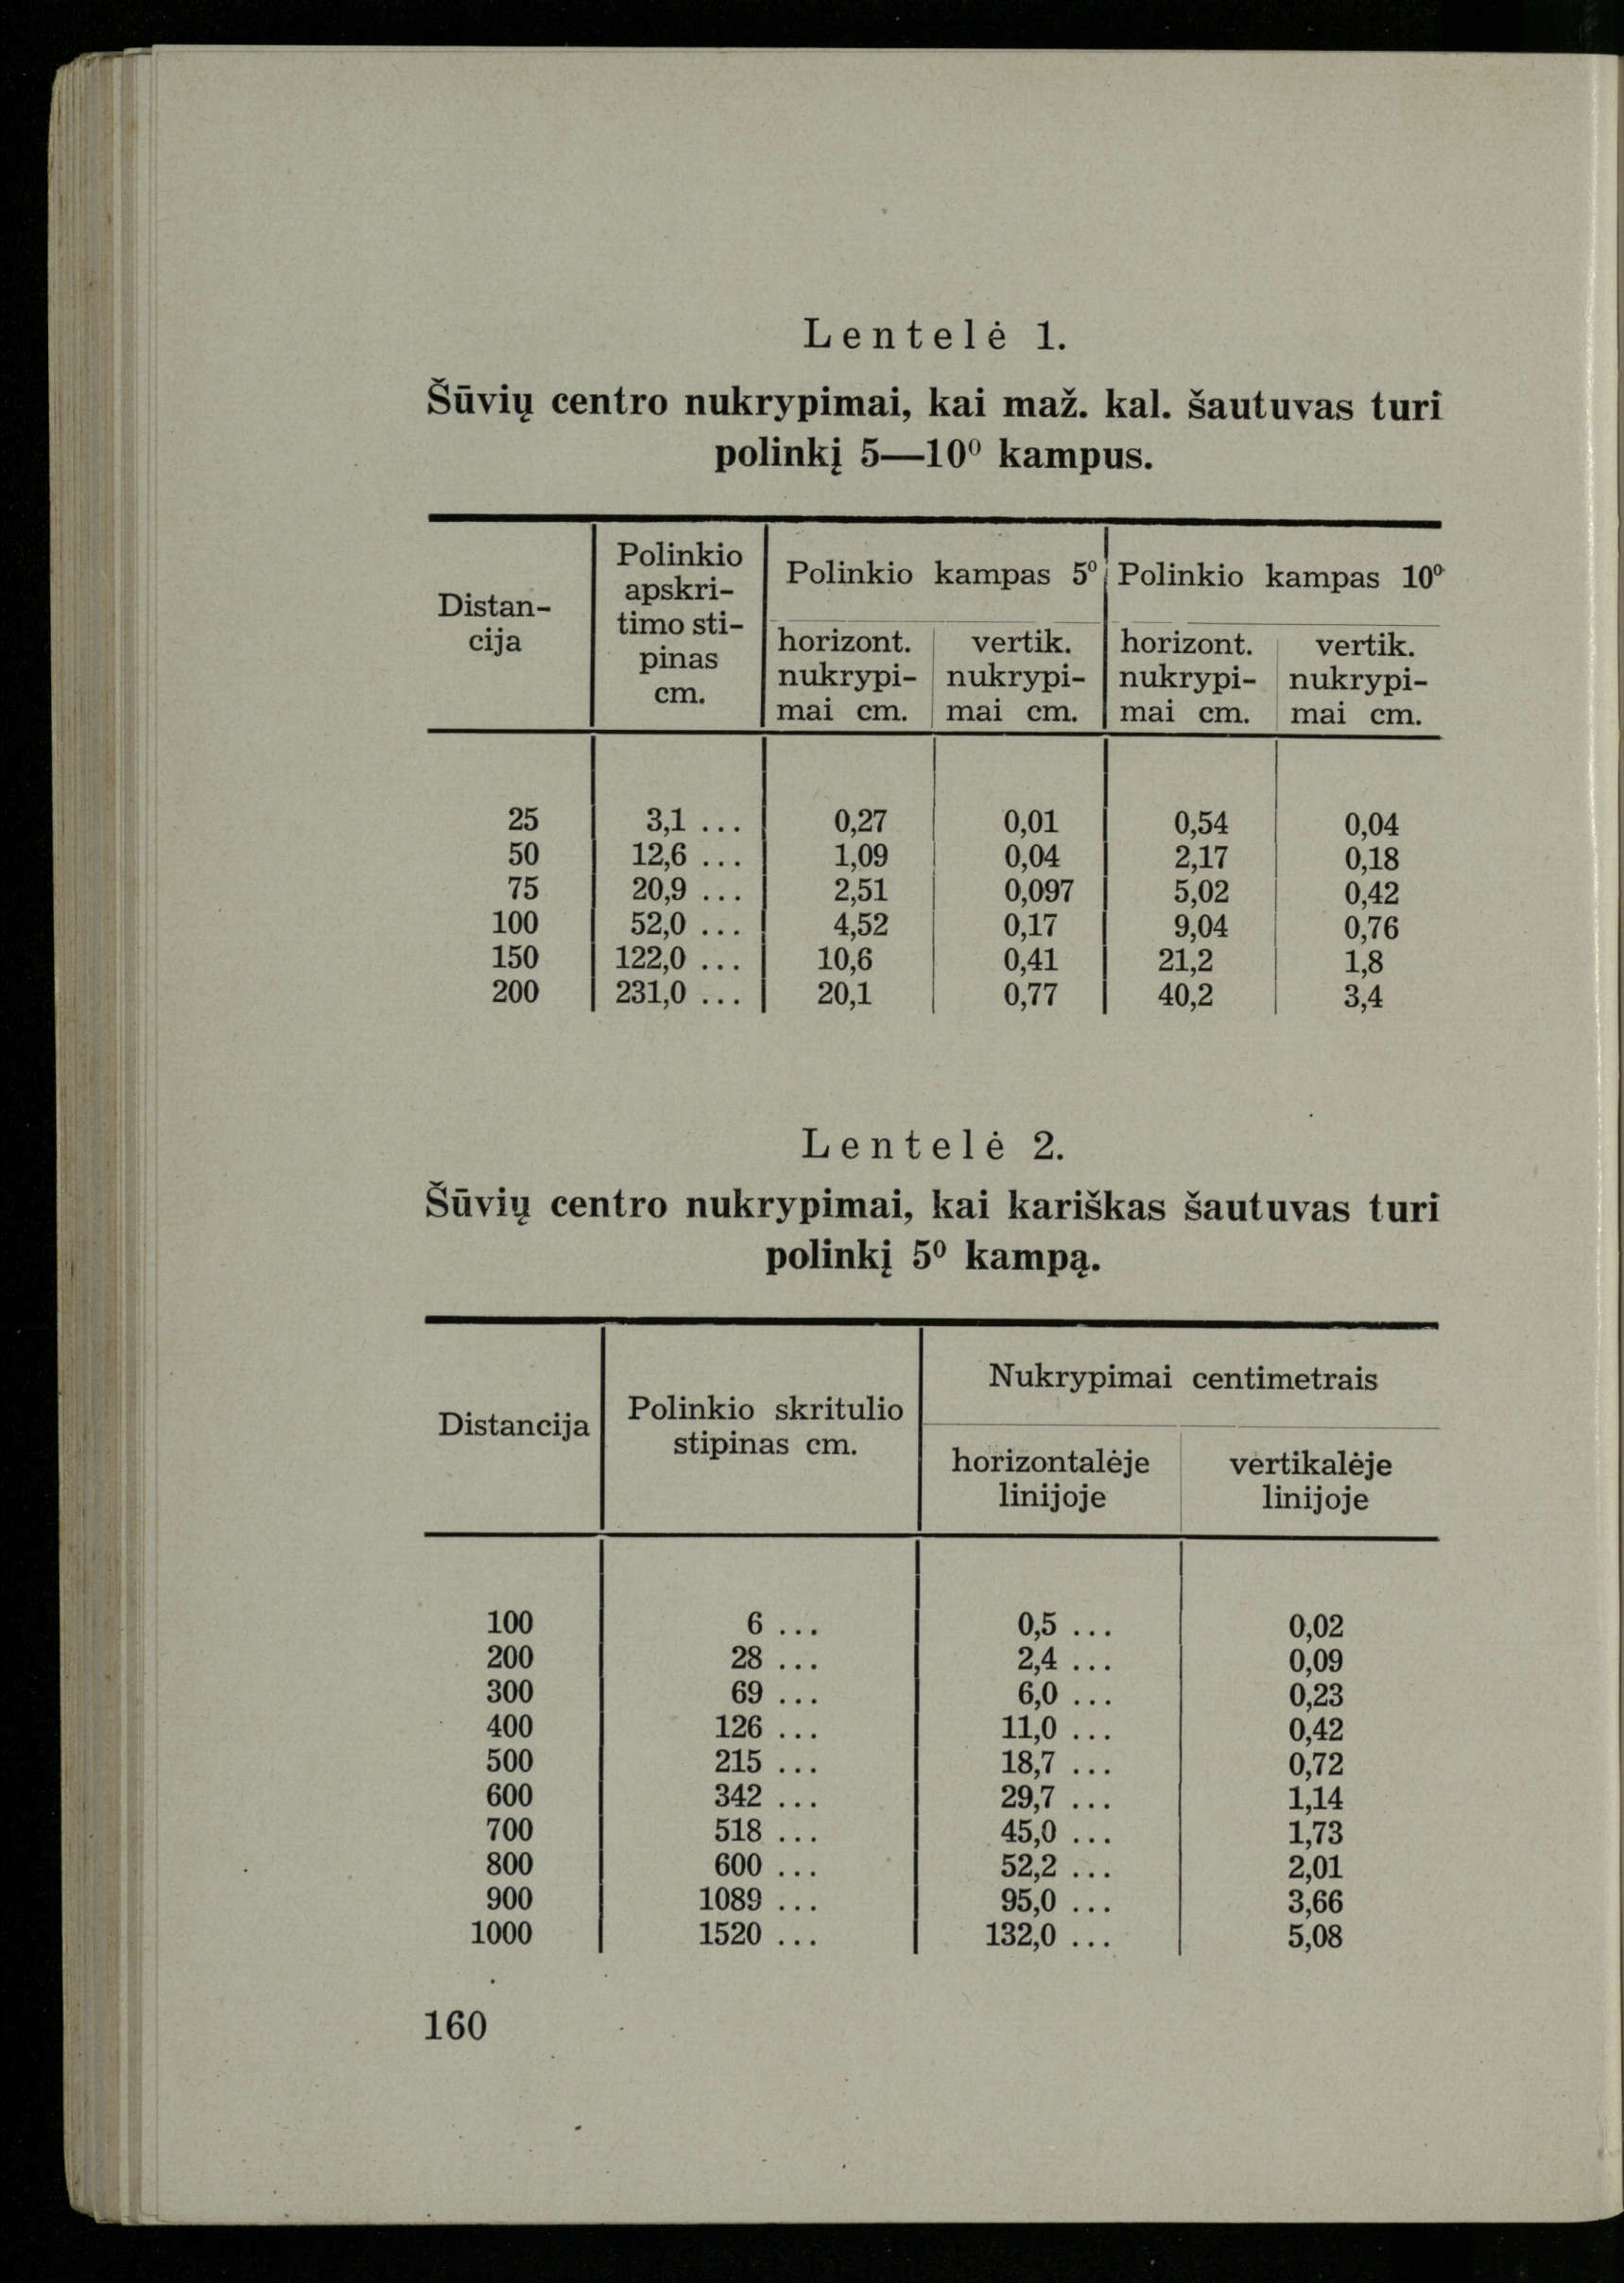 Lentelė 1.
Šūvių centro nukrypimai, kai maž. kal. šautuvas turi
polinkį 5—10⁰ kampus.
Distan-
cija
Polinkio
apskri-
timo sti-
pinas
cm.
Polinkio kampas 5⁰
Polinkio kampas 10⁰
horizont.
nukrypi-
mai cm.
vertik.
nukrypi-
mai cm.
horizont.
nukrypi-
mai cm.
vertik.
nukrypi-
mai cm.
25 3,1 ... 0,27 0,01 0,54 0,04
50 12,6 ... 1,09 0,04 2,17 0,18
75 20,9 ... 2,51 0,097 5,02 0,42
100 52,0 ... 4,52 0,17 9,04 0,76
150 122,0 ... 10,6 0,41 21,2 1,8
200 231,0 ... 20,1 0,77 40,2 3,4
Lentelė 2.
Šūvių centro nukrypimai, kai kariškas šautuvas turi
polinkį 5⁰ kampą.
Distancija
Polinkio skritulio
stipinas cm.
Nukrypimai centimetrais
horizontalėje
linijoje
vertikalėje
linijoje
100 6 ... 0,5 ... 0,02
200 28 ... 2,4 ... 0,09
300 69 ... 6,0 ... 0,23
400 126 ... 11,0 ... 0,42
500 215 ... 18,7 ... 0,72
600 342 ... 29,7 ... 1,14
700 518 ... 45,0 ... 1,73
800 600 ... 52,2 ... 2,01
900 1089 ... 95,0 ... 3,66
1000 1520 ... 132,0 ... 5,08
160